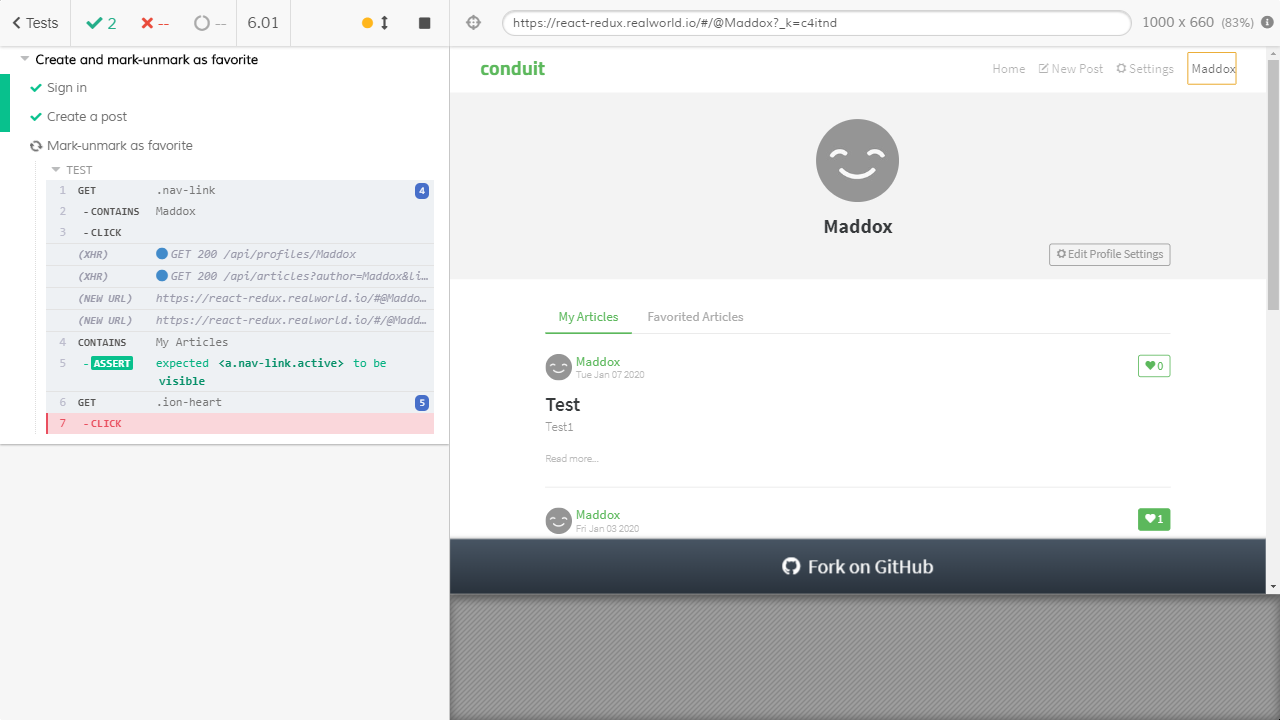 Tests
2
--
--
6.01
https://react-redux.realworld.io/#/@Maddox?_k=c4itnd
1000 x 660 (83%)
Create and mark-unmark as favorite
Sign in
Create a post
Mark-unmark as favorite
TEST
1 GET .nav-link 4
2 - CONTAINS Maddox
3 - CLICK
(XHR) GET 200 /api/profiles/Maddox
(XHR) GET 200 /api/articles?author=Maddox&li...
(NEW URL) https://react-redux.realworld.io/#@Maddo...
(NEW URL) https://react-redux.realworld.io/#/@Madd...
4 CONTAINS My Articles
5 - ASSERT expected <a.nav-link.active> to be
visible
6 GET .ion-heart 5
7 - CLICK
conduit
Home New Post Settings Maddox
Maddox
Edit Profile Settings
My Articles Favorited Articles
Maddox
Tue Jan 07 2020
0
Test
Test1
Read more...
Maddox
Fri Jan 03 2020
1
Fork on GitHub